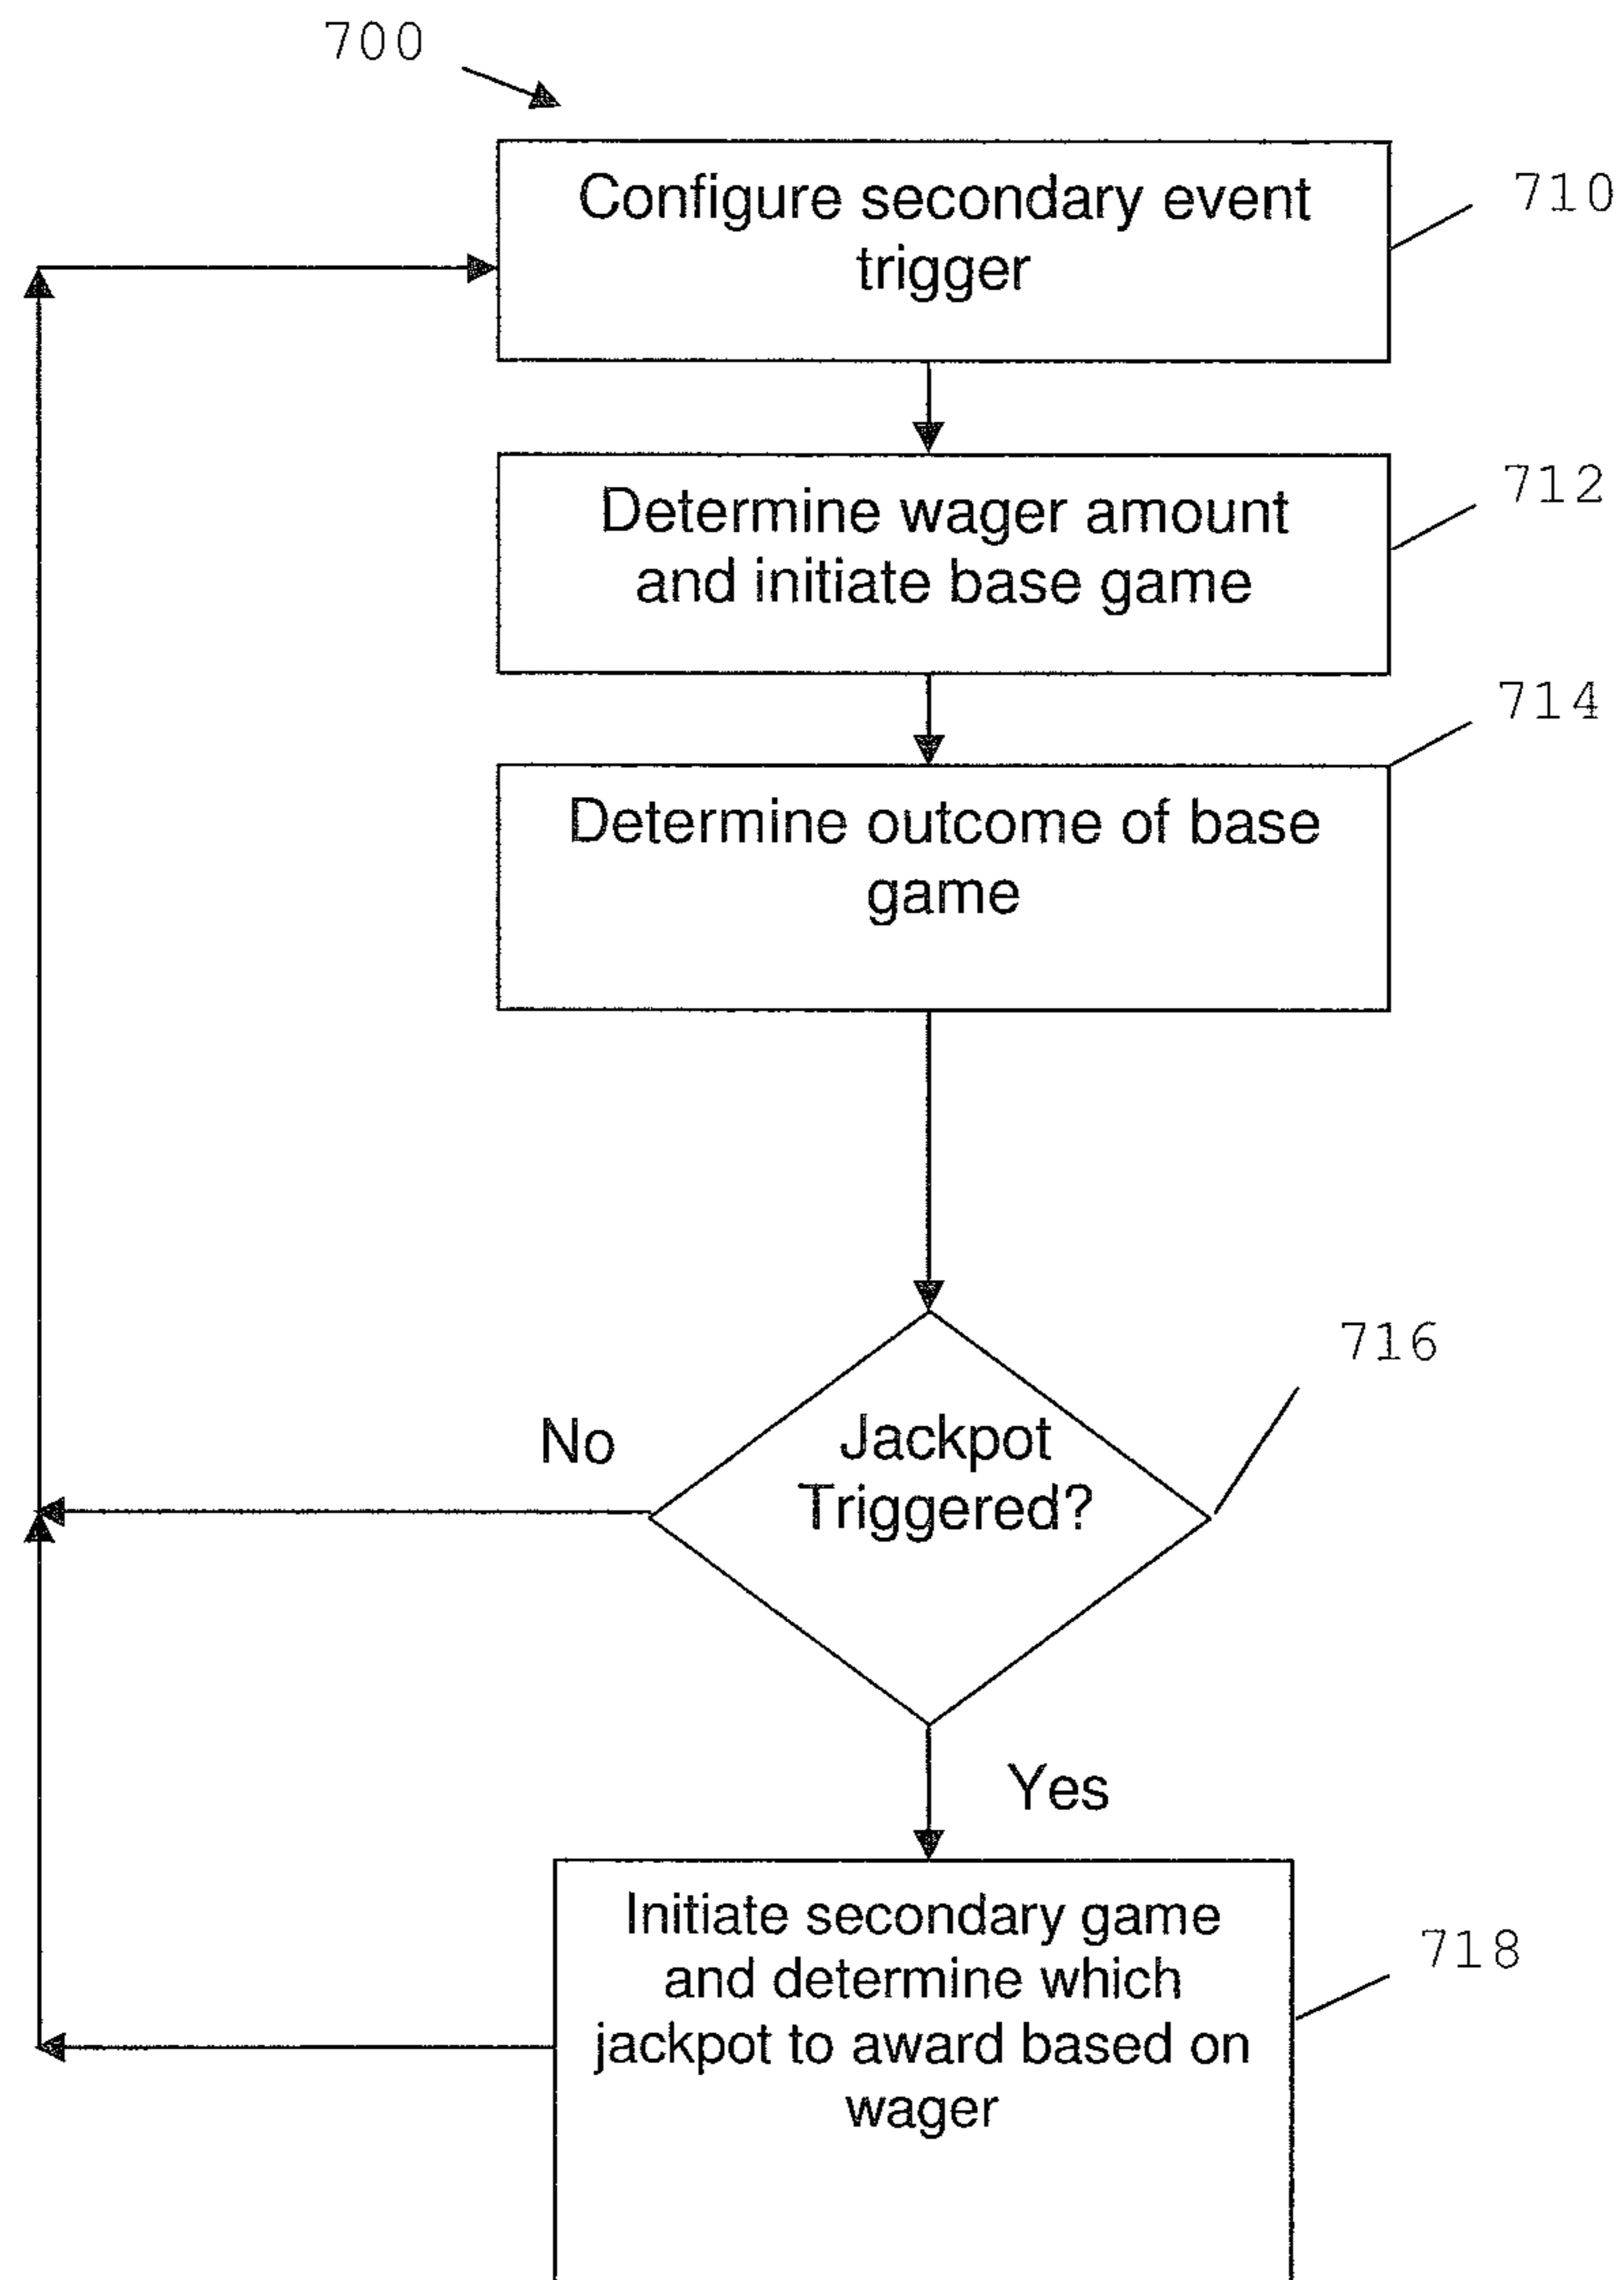 700
Configure secondary event
trigger
710
Determine wager amount
and initiate base game
712
Determine outcome of base
game
714
Jackpot
Triggered?
716
No
Yes
Initiate secondary game
and determine which
jackpot to award based on
wager
718